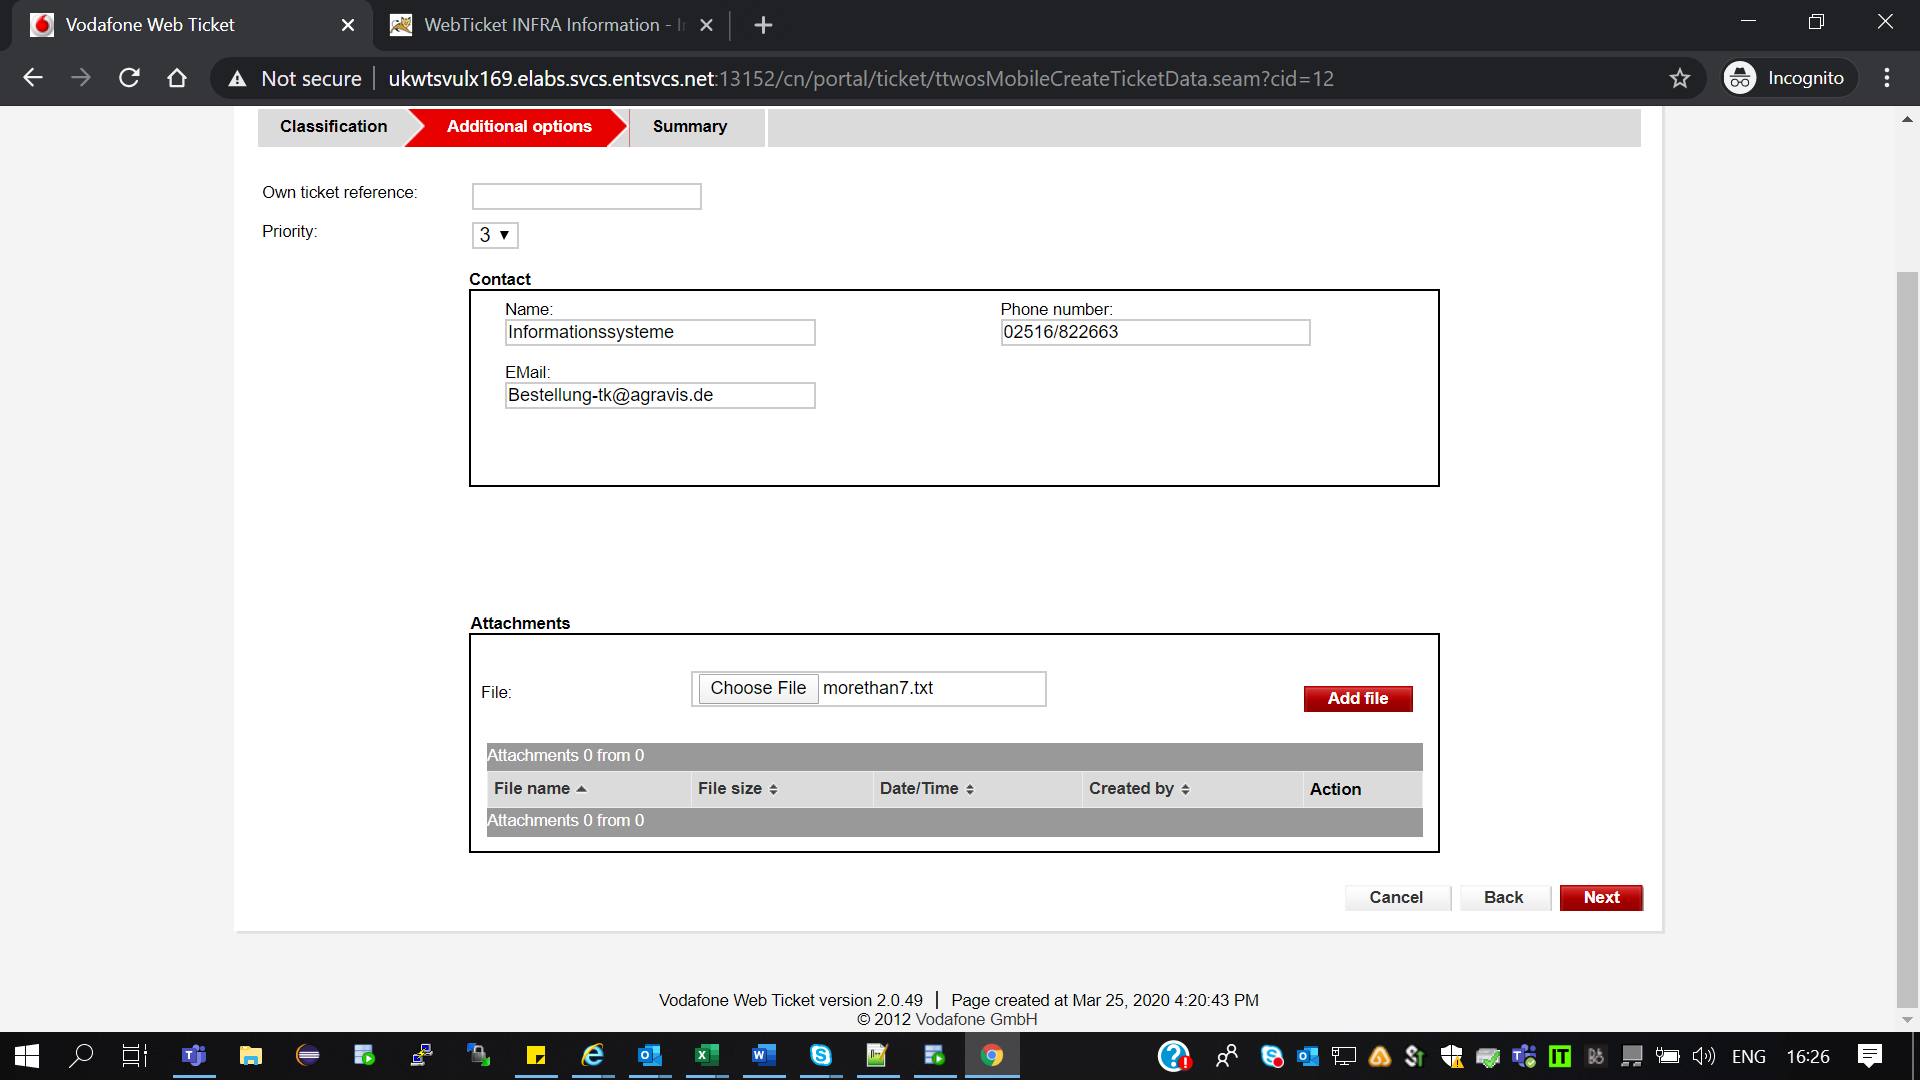 Vodafone Web Ticket
WebTicket INFRA Information - I
Not secure
ukwtsvulx169.elabs.svcs.entsvcs.net:13152/cn/portal/ticket/ttwosMobileCreateTicketData.seam?cid=12
Incognito
Classification
Additional options
Summary
Own ticket reference:
Priority:
3
Contact
Name:
Phone number:
Informationssysteme
02516/822663
EMail:
Bestellung-tk@agravis.de
Attachments
File:
Choose File
morethan7.txt
Add file
Attachments 0 from 0
File name
File size
Date/Time
Created by
Action
Attachments 0 from 0
Cancel
Back
Next
Vodafone Web Ticket version 2.0.49 | Page created at Mar 25, 2020 4:20:43 PM
© 2012 Vodafone GmbH
ENG
16:26